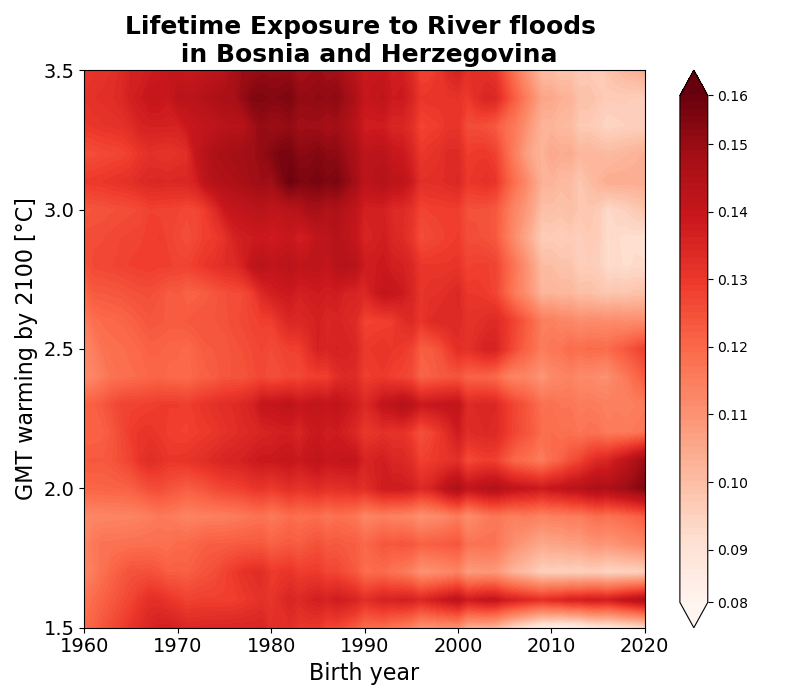 Lifetime Exposure to River floods
in Bosnia and Herzegovina
3.5
3.0
2.5
2.0
1.5
GMT warming by 2100 [°C]
1960 1970 1980 1990 2000 2010 2020
Birth year
0.16
0.15
0.14
0.13
0.12
0.11
0.10
0.09
0.08